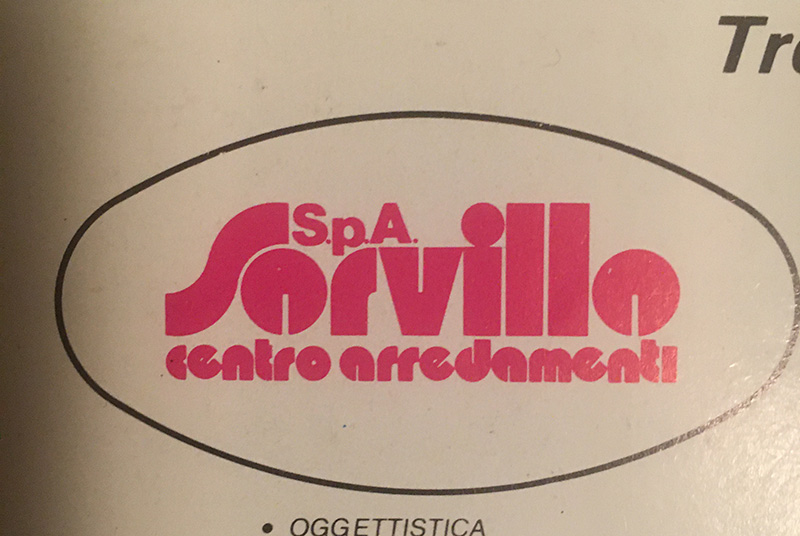 S.p.A.
Sorvillo
centro arredamenti
• OGGETTISTICA